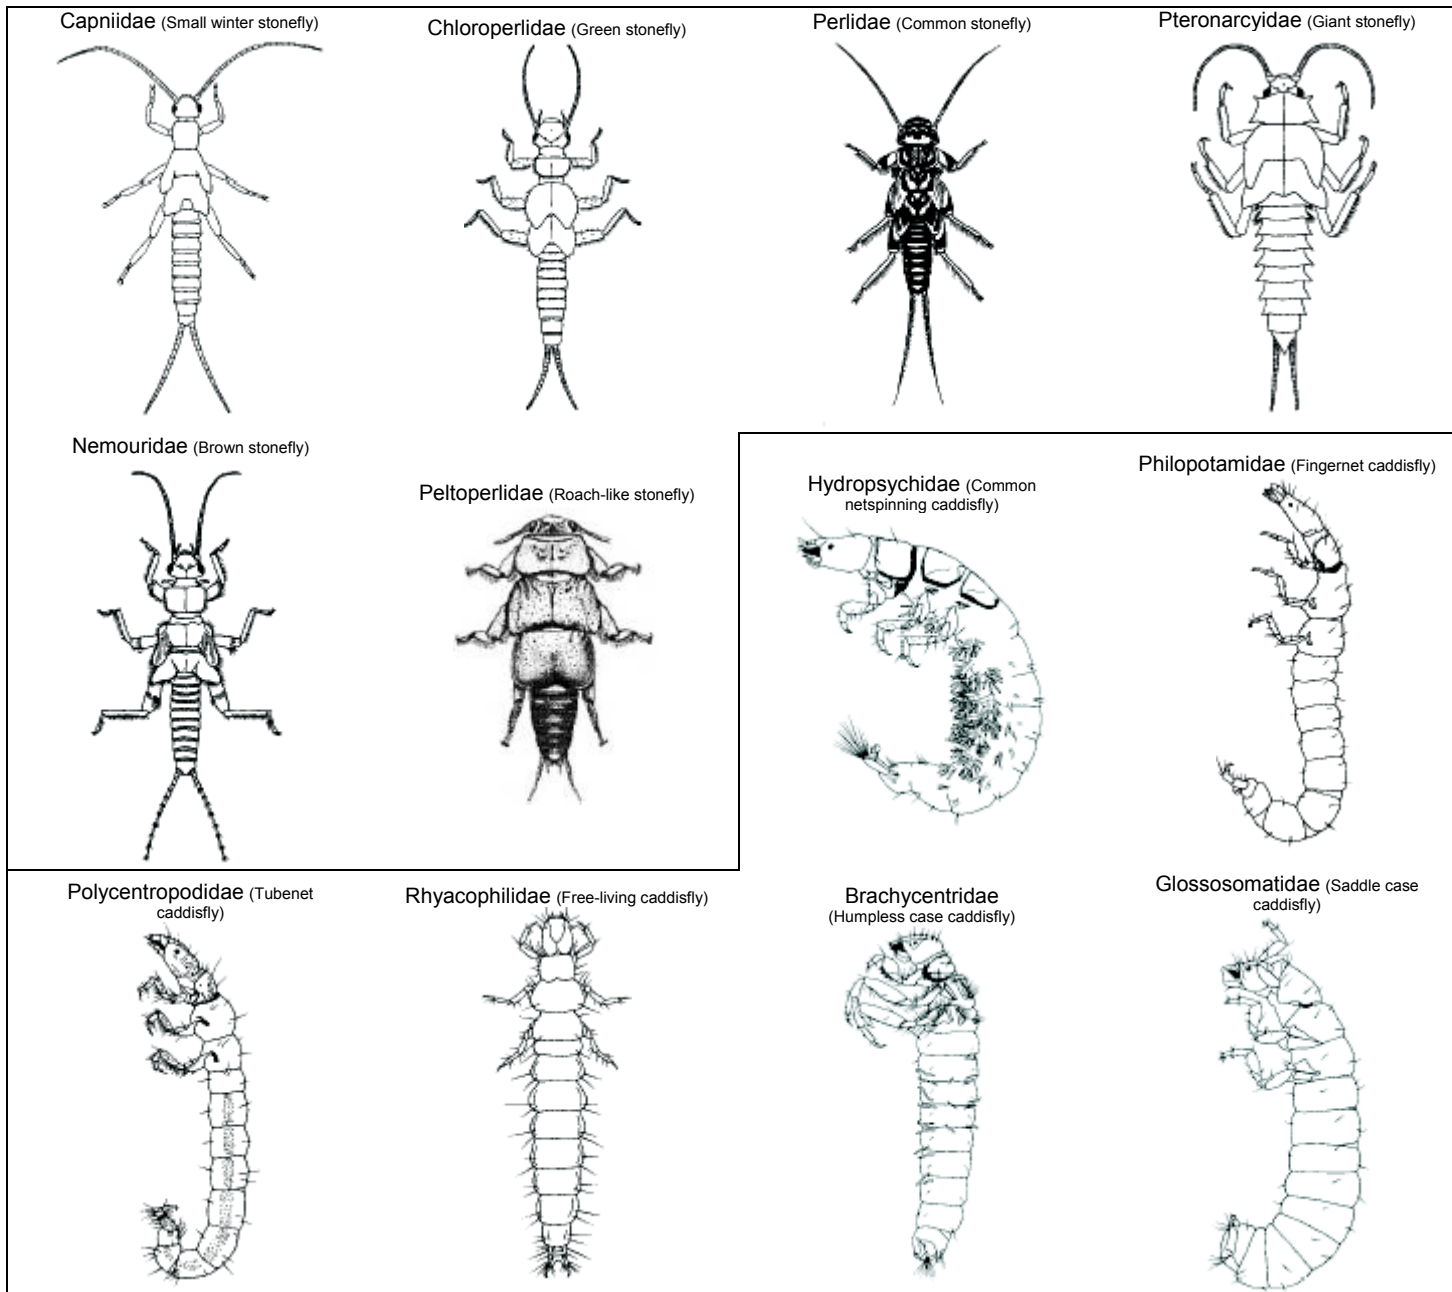 Capniidae (Small winter stonefly)
Chloroperlidae (Green stonefly)
Perlidae (Common stonefly)
Pteronarcyidae (Giant stonefly)
Nemouridae (Brown stonefly)
Peltoperlidae (Roach-like stonefly)
Hydropsychidae (Common
netspinning caddisfly)
Philopotamidae (Fingernet caddisfly)
Polycentropodidae (Tubenet
caddisfly)
Rhyacophilidae (Free-living caddisfly)
Brachycentridae
(Humpless case caddisfly)
Glossosomatidae (Saddle case
caddisfly)